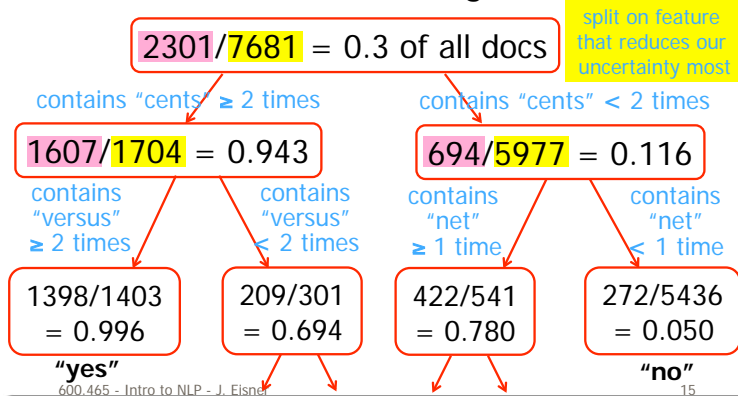 split on feature
that reduces our
uncertainty most
2301/7681 = 0.3 of all docs
contains "cents" ≥ 2 times
contains "cents" < 2 times
1607/1704 = 0.943
694/5977 = 0.116
contains
"versus"
≥ 2 times
contains
"versus"
< 2 times
contains
"net"
≥ 1 time
contains
"net"
< 1 time
1398/1403
= 0.996
209/301
= 0.694
422/541
= 0.780
272/5436
= 0.050
"yes"
"no"
600.465 - Intro to NLP - J. Eisner
15